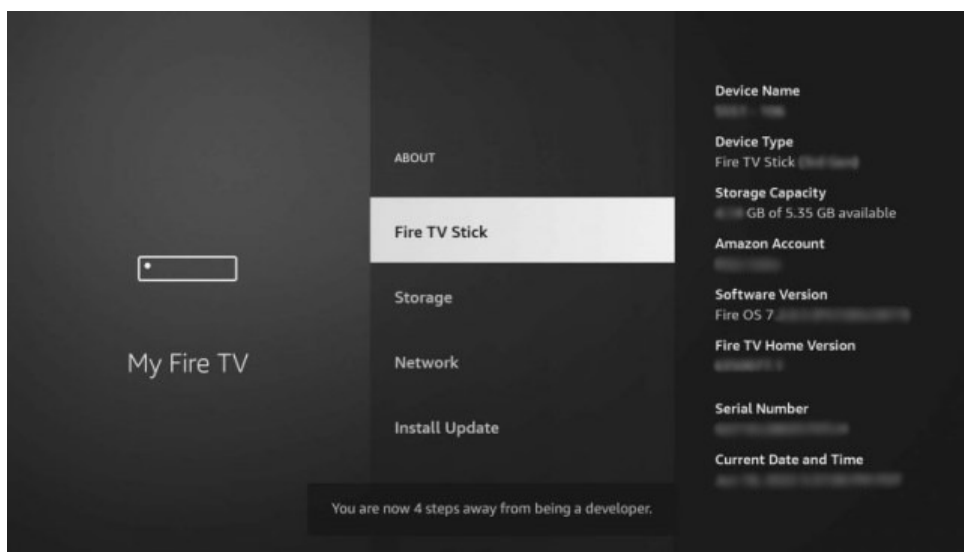 My Fire TV
ABOUT
Fire TV Stick
Storage
Network
Install Update
Device Name
Device Type
Fire TV Stick
Storage Capacity
GB of 5.35 GB available
Amazon Account
Software Version
Fire OS 7.
Fire TV Home Version
Serial Number
Current Date and Time
You are now 4 steps away from being a developer.